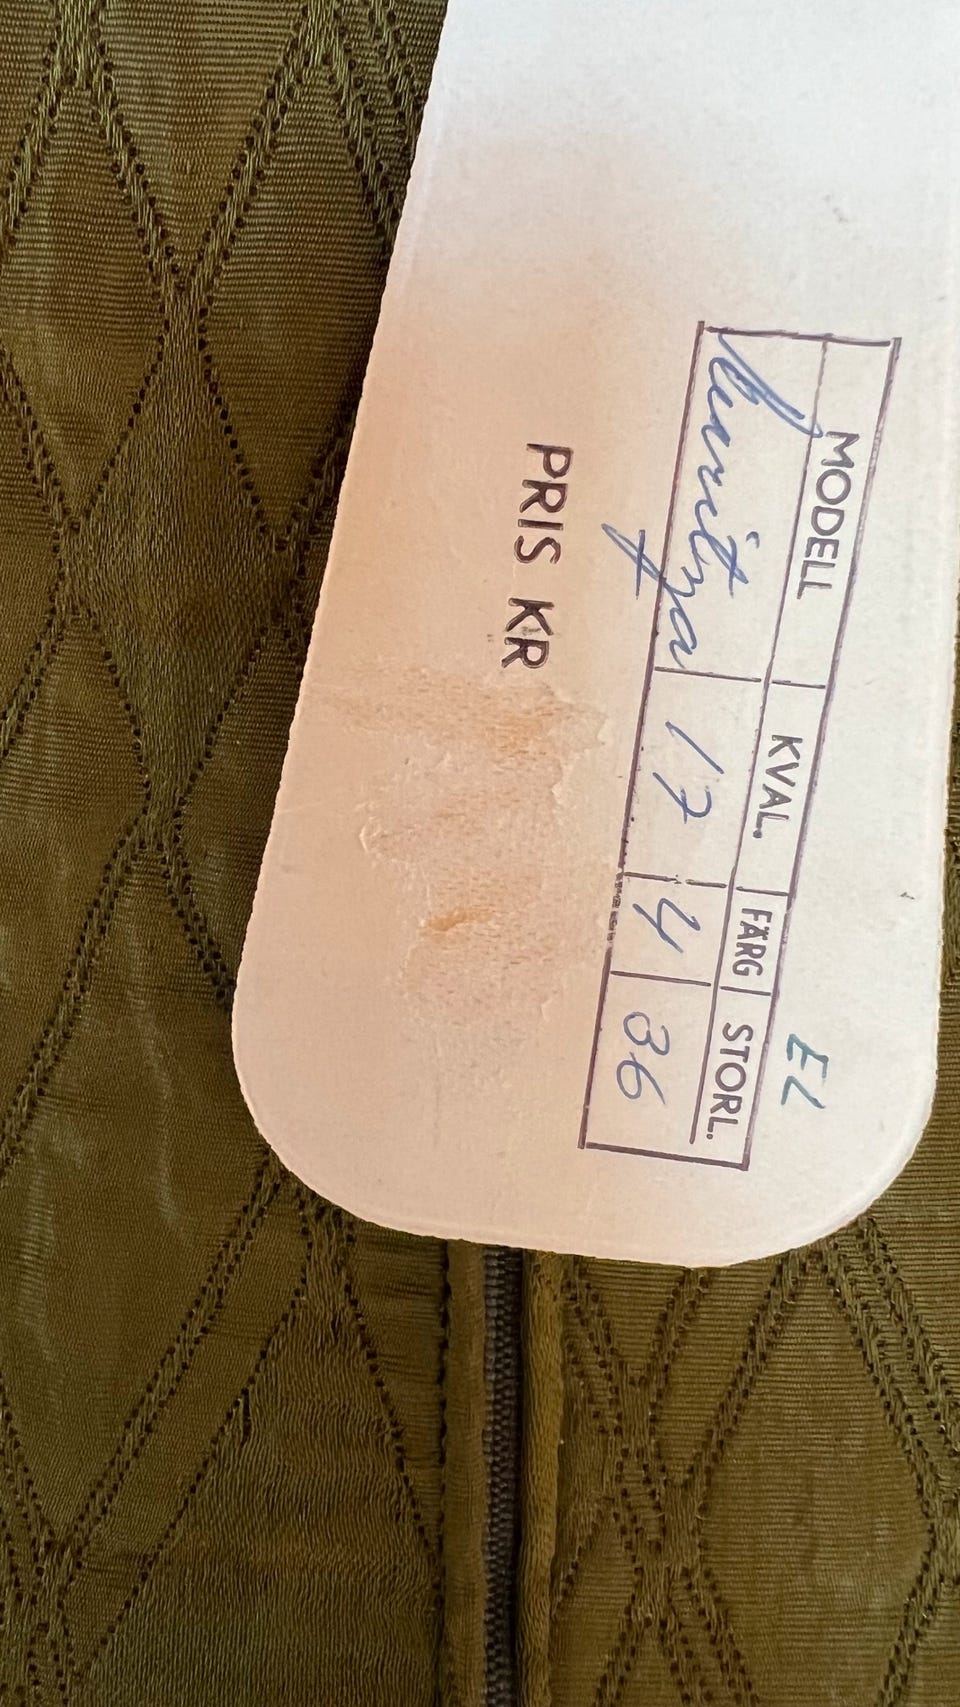 EL
MODELL KVAL. FÄRG STORL.
17 4 36
PRIS KR